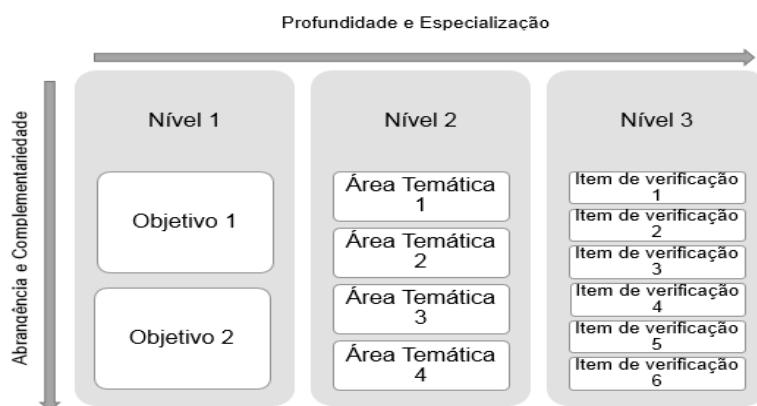 Profundidade e Especialização
Abrangência e Complementariedade
Nível 1
Objetivo 1
Objetivo 2
Nível 2
Área Temática
1
Área Temática
2
Área Temática
3
Área Temática
4
Nível 3
Item de verificação
1
Item de verificação
2
Item de verificação
3
Item de verificação
4
Item de verificação
5
Item de verificação
6